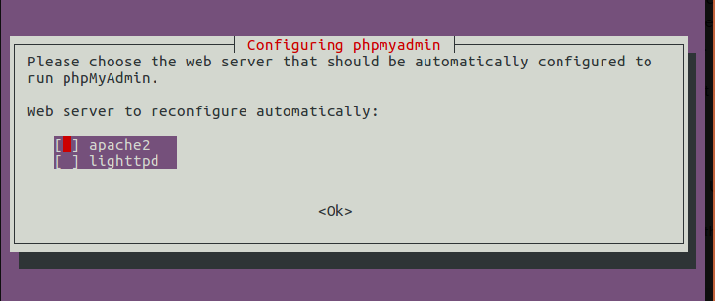 Configuring phpmyadmin
Please choose the web server that should be automatically configured to
run phpMyAdmin.
Web server to reconfigure automatically:
[ ] apache2
[ ] lighttpd
<Ok>